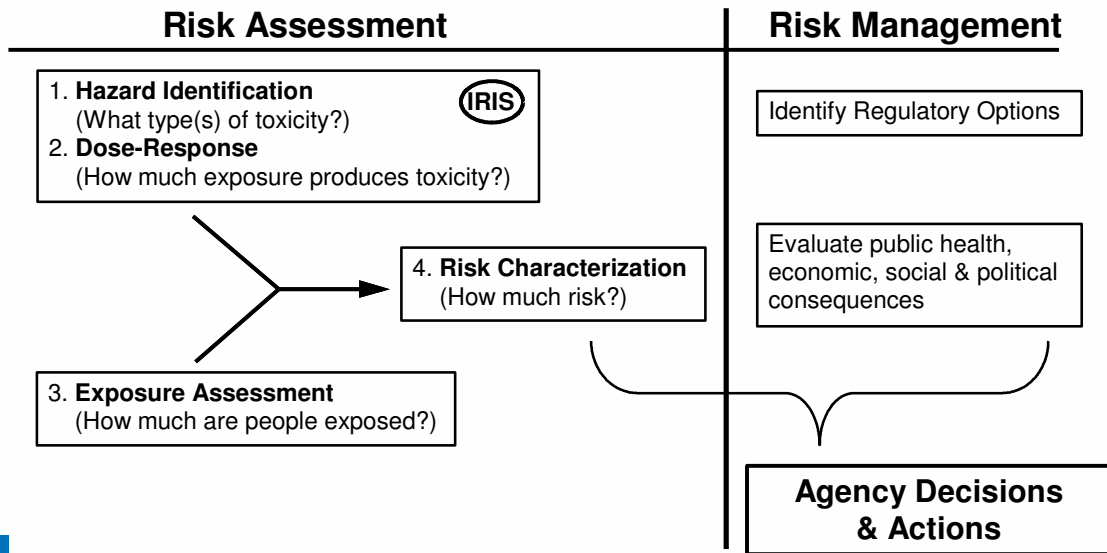 Risk Assessment
Risk Management
1. Hazard Identification
(What type(s) of toxicity?)
IRIS
2. Dose-Response
(How much exposure produces toxicity?)
Identify Regulatory Options
4. Risk Characterization
(How much risk?)
Evaluate public health,
economic, social & political
consequences
3. Exposure Assessment
(How much are people exposed?)
Agency Decisions
& Actions